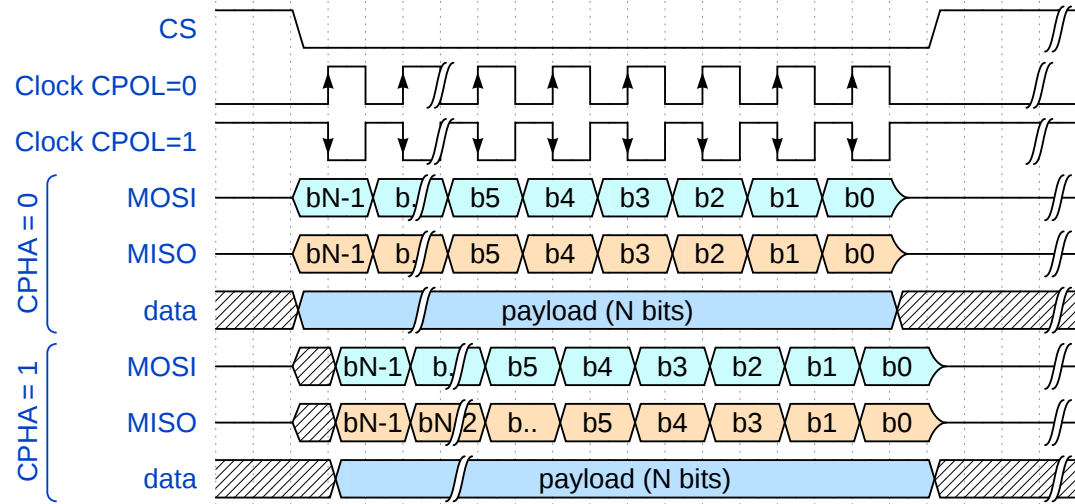 CS
Clock CPOL=0
Clock CPOL=1
CPHA = 0
MOSI bN-1 b. b5 b4 b3 b2 b1 b0
MISO bN-1 b. b5 b4 b3 b2 b1 b0
data payload (N bits)
CPHA = 1
MOSI bN-1 b. b5 b4 b3 b2 b1 b0
MISO bN-1 bN 2 b.. b5 b4 b3 b1 b0
data payload (N bits)